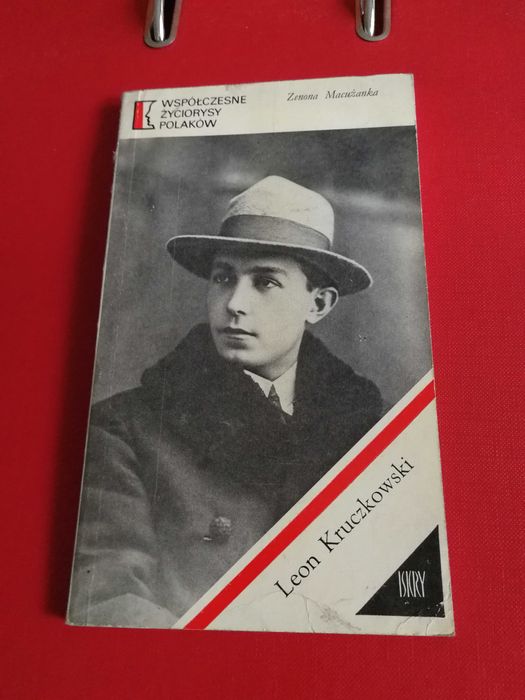 WSPÓŁCZESNE
ŻYCIORYSY
POLAKÓW
Zenona Macużanka
Leon Kruczkowski
ISKRY